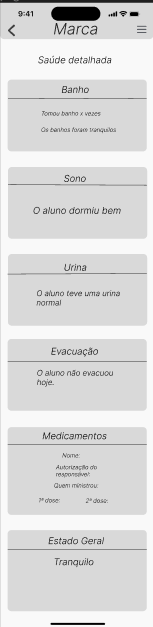 9:41
Marca
Saúde detalhada
Banho
Tomou banho x vezes
Os banhos foram tranquilos
Sono
O aluno dormiu bem
Urina
O aluno teve uma urina
normal
Evacuação
O aluno não evacuou
hoje.
Medicamentos
Nome:
Autorização do
responsável:
Quem ministrou:
1ª dose: 2ª dose:
Estado Geral
Tranquilo